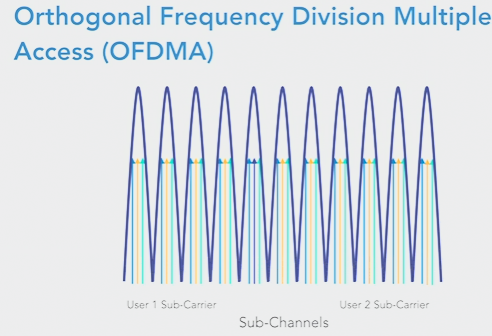 Orthogonal Frequency Division Multiple
Access (OFDMA)
User 1 Sub-Carrier
User 2 Sub-Carrier
Sub-Channels